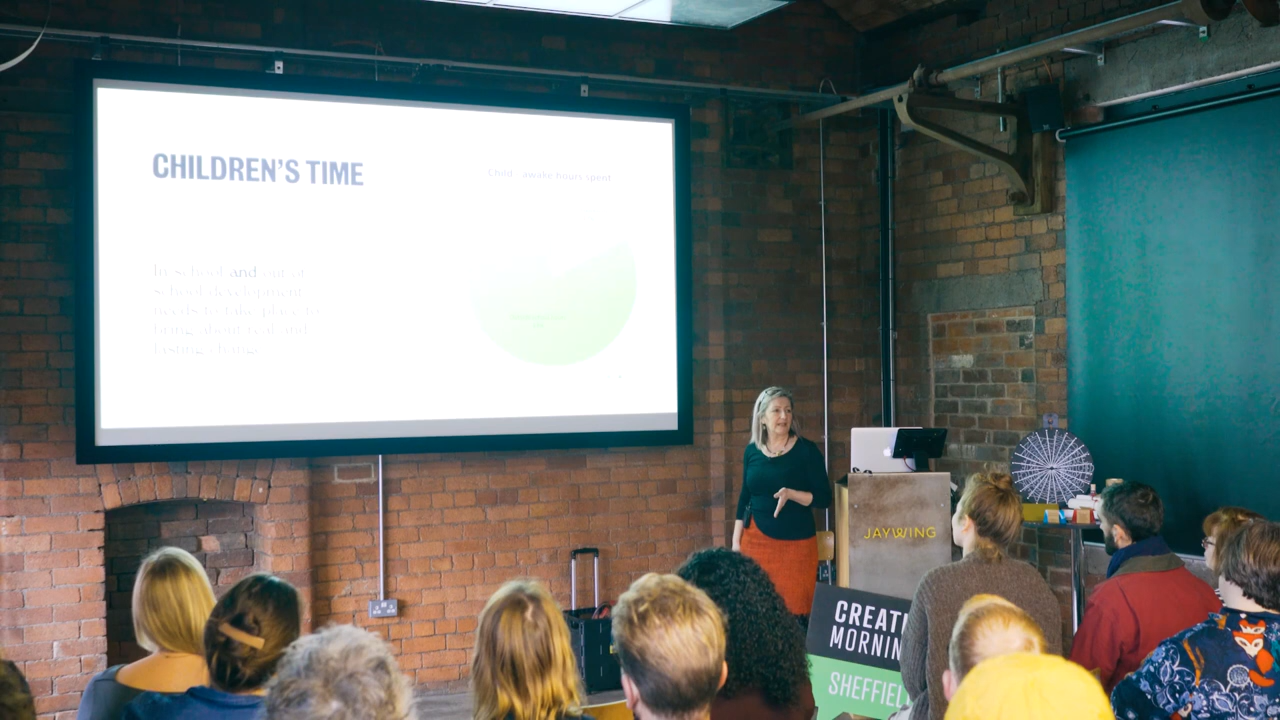 CHILDREN'S TIME
Child - awake hours spent
In school and out of
school development
needs to take place to
bring about real and
lasting change
JAYWING
CREATI
MORNIN
SHEFFIEL